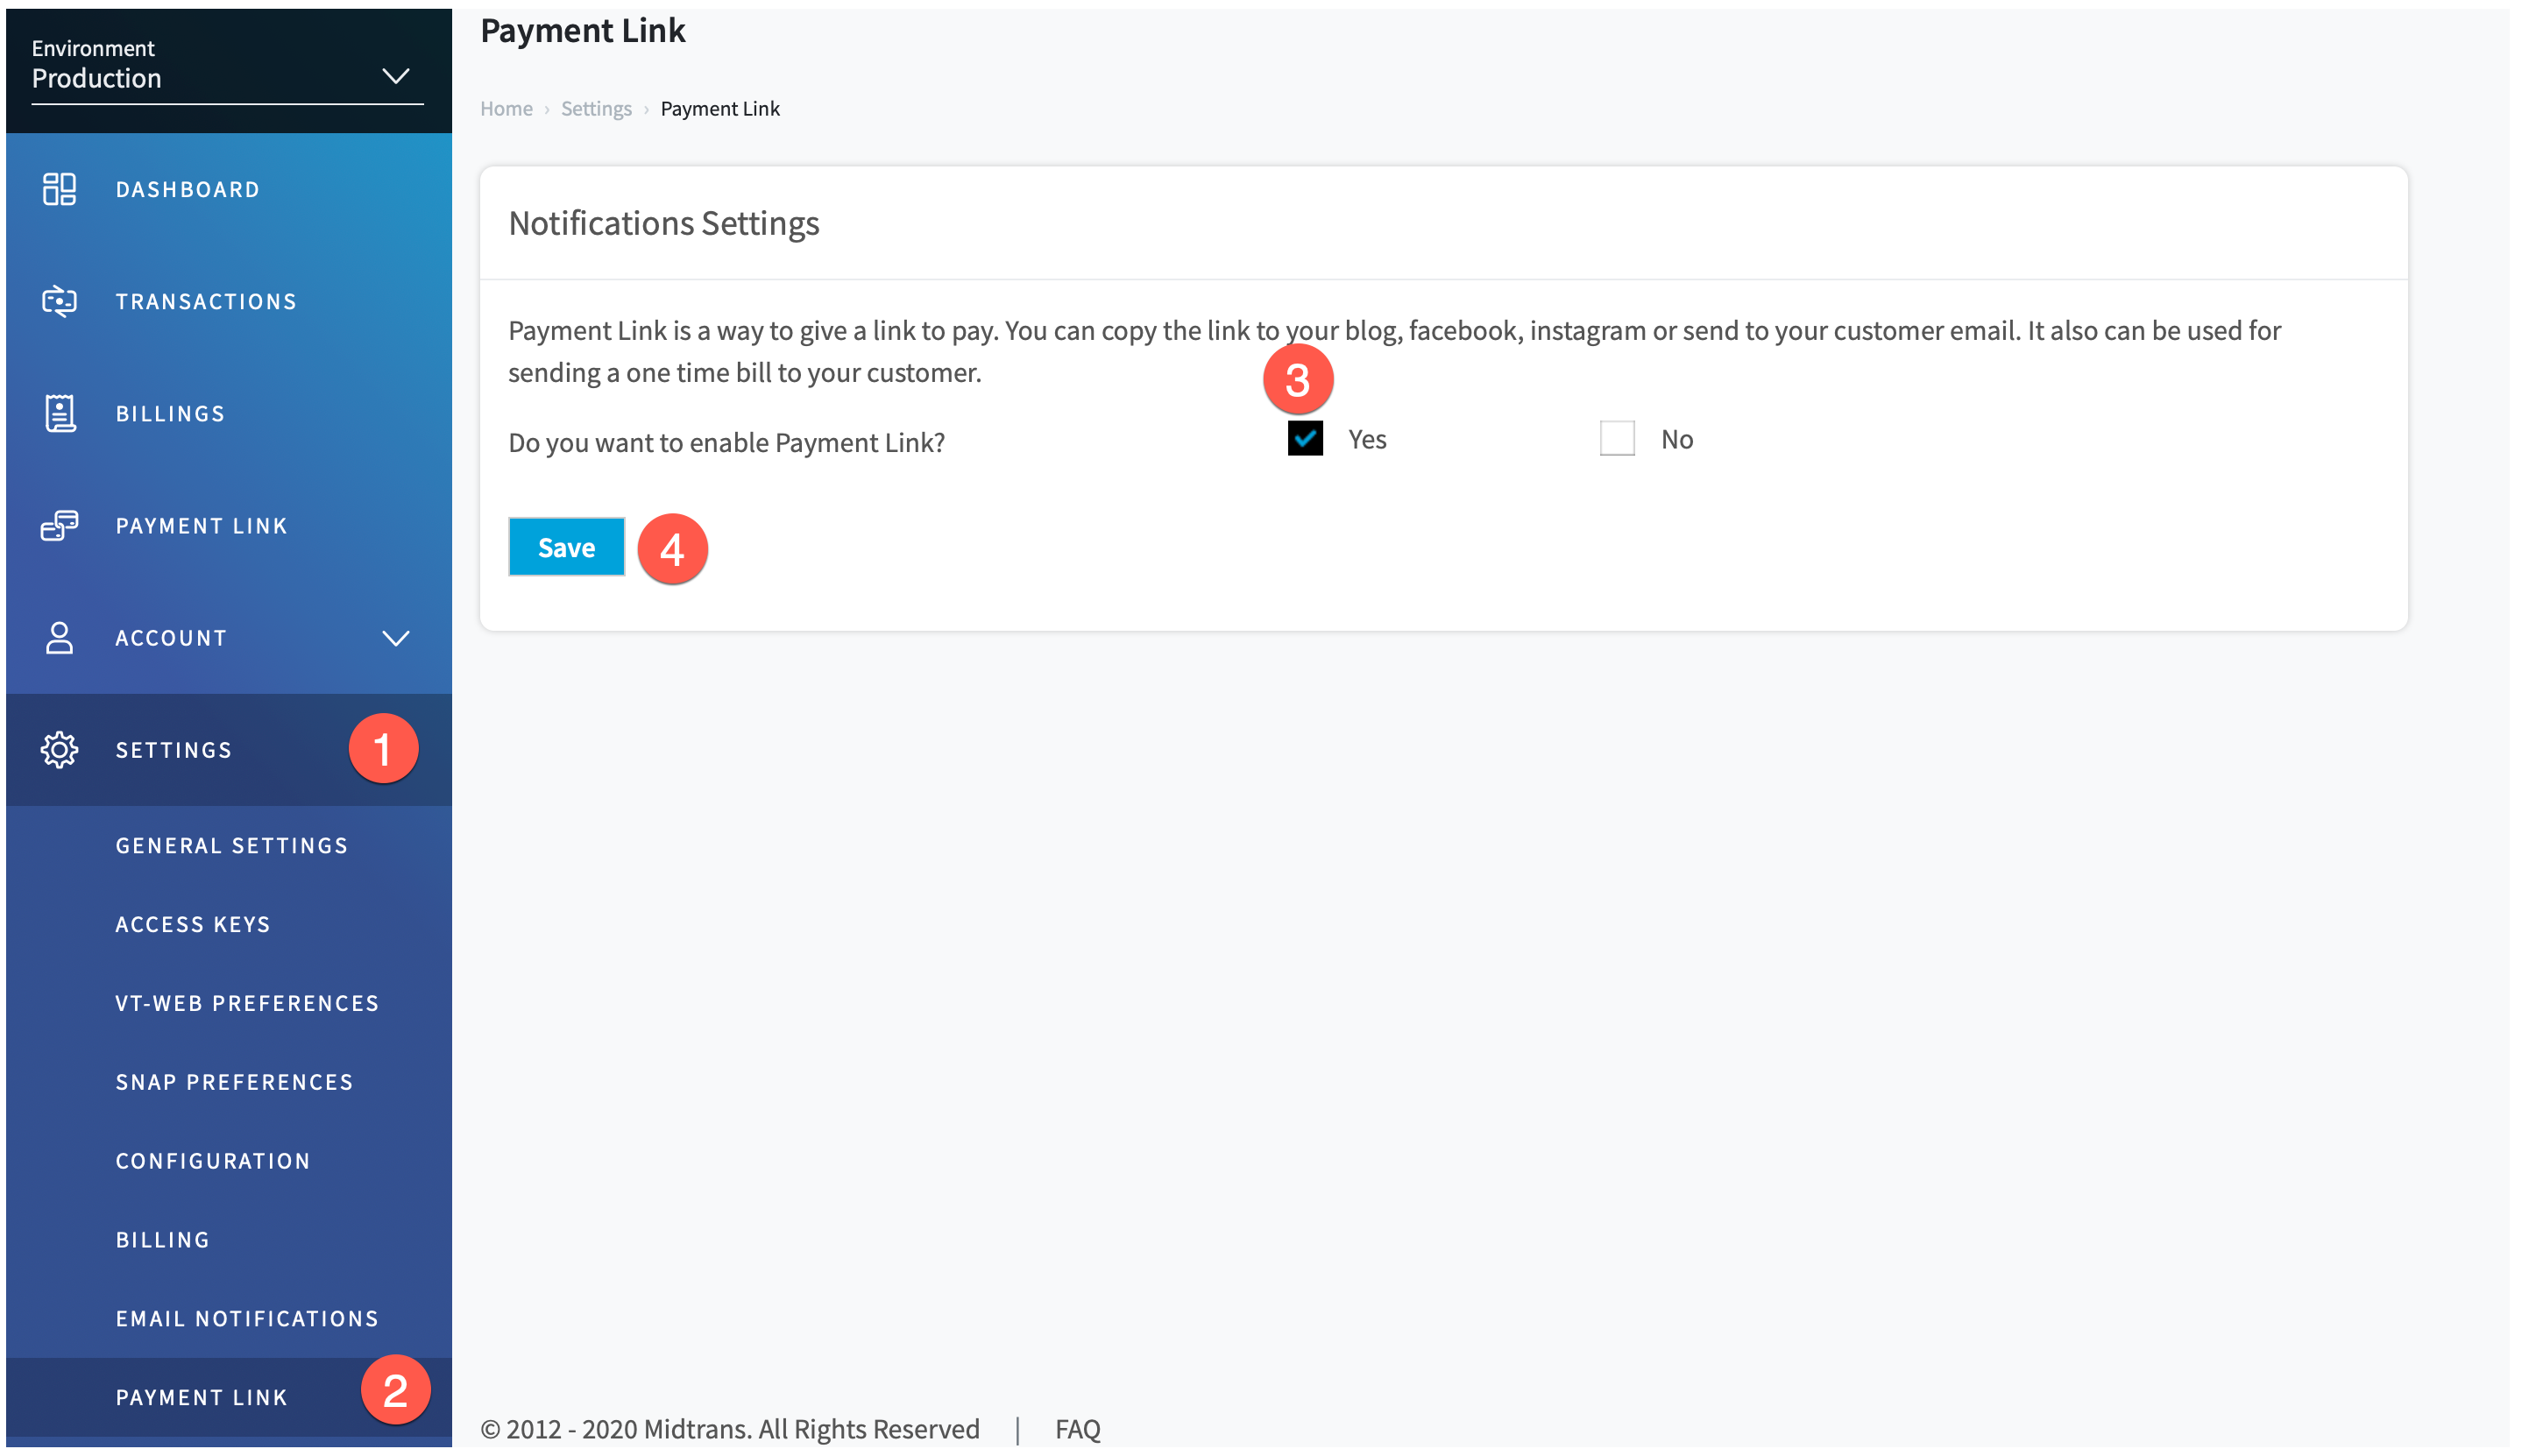 Environment
Production
DASHBOARD
TRANSACTIONS
BILLINGS
PAYMENT LINK
ACCOUNT
SETTINGS 1
GENERAL SETTINGS
ACCESS KEYS
VT-WEB PREFERENCES
SNAP PREFERENCES
CONFIGURATION
BILLING
EMAIL NOTIFICATIONS
PAYMENT LINK 2
Payment Link
Home › Settings › Payment Link
Notifications Settings
Payment Link is a way to give a link to pay. You can copy the link to your blog, facebook, instagram or send to your customer email. It also can be used for
sending a one time bill to your customer.
3
Do you want to enable Payment Link? Yes No
Save 4
© 2012 - 2020 Midtrans. All Rights Reserved | FAQ